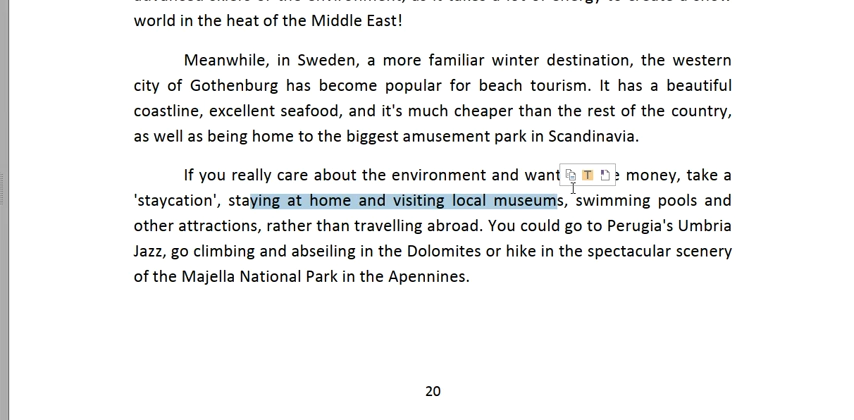 world in the heat of the Middle East!
Meanwhile, in Sweden, a more familiar winter destination, the western
city of Gothenburg has become popular for beach tourism. It has a beautiful
coastline, excellent seafood, and it's much cheaper than the rest of the country,
as well as being home to the biggest amusement park in Scandinavia.
If you really care about the environment and want money, take a
'staycation', staying at home and visiting local museums, swimming pools and
other attractions, rather than travelling abroad. You could go to Perugia's Umbria
Jazz, go climbing and abseiling in the Dolomites or hike in the spectacular scenery
of the Majella National Park in the Apennines.
20